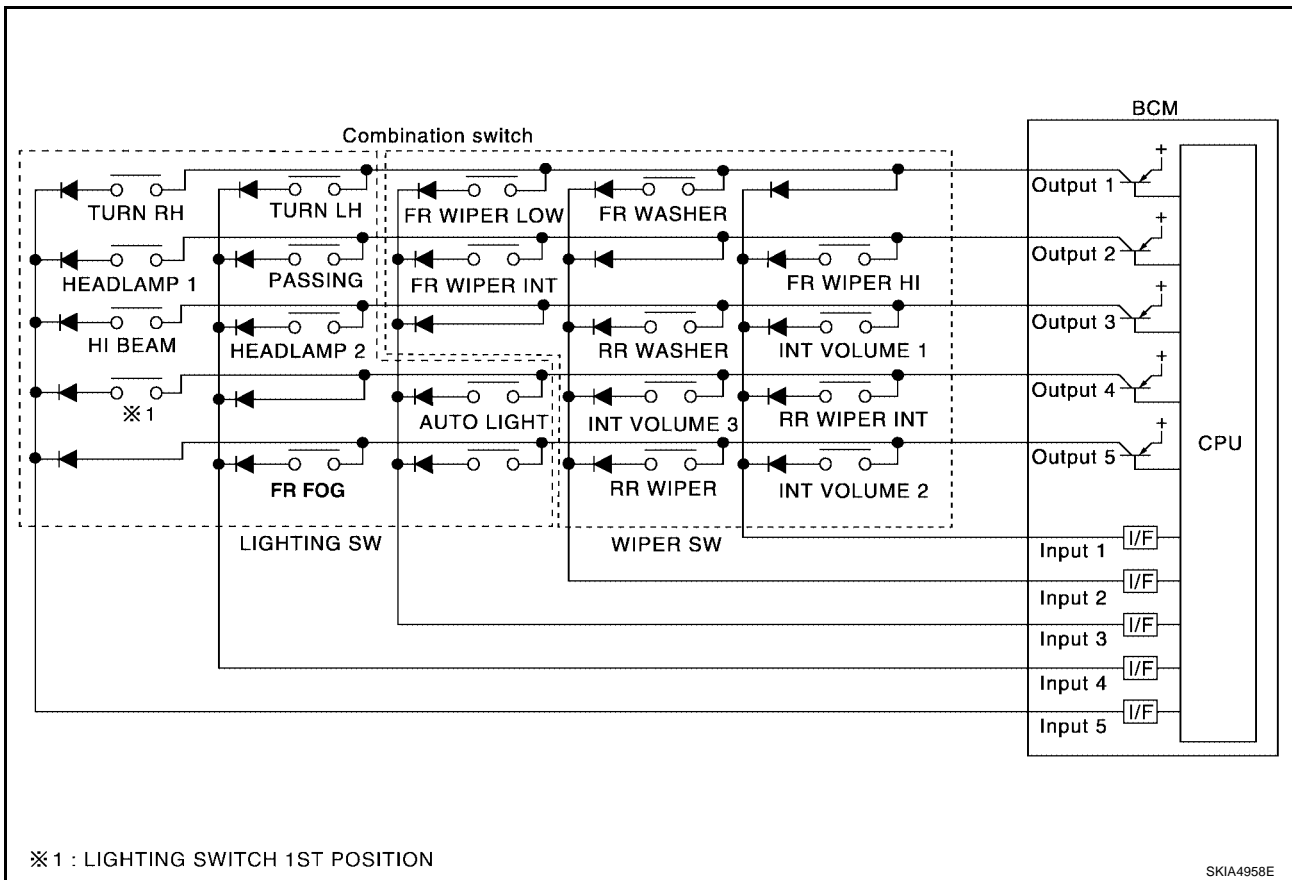 BCM
Combination switch
Output 1
+
TURN RH
TURN LH
FR WIPER LOW
FR WASHER
Output 2
+
HEADLAMP 1
PASSING
FR WIPER INT
FR WIPER HI
Output 3
+
HI BEAM
HEADLAMP 2
RR WASHER
INT VOLUME 1
Output 4
+
※1
AUTO LIGHT
INT VOLUME 3
RR WIPER INT
Output 5
+
CPU
FR FOG
RR WIPER
INT VOLUME 2
LIGHTING SW
WIPER SW
Input 1
I/F
Input 2
I/F
Input 3
I/F
Input 4
I/F
Input 5
I/F
※1 : LIGHTING SWITCH 1ST POSITION
SKIA4958E